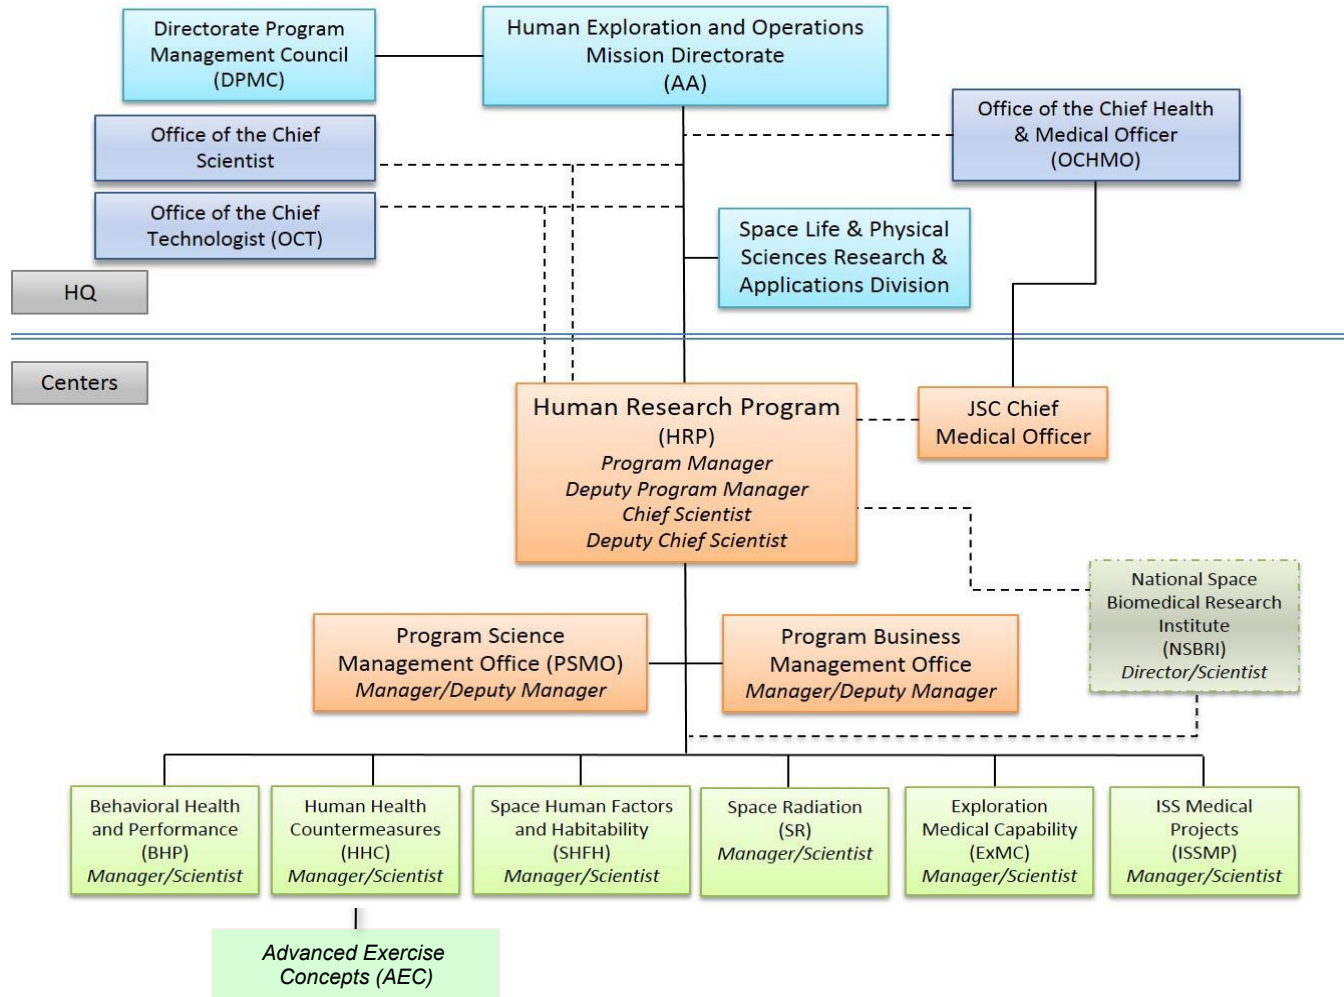 Directorate Program
Management Council
(DPMC)
Human Exploration and Operations
Mission Directorate
(AA)
Office of the Chief
Scientist
Office of the Chief Health
& Medical Officer
(OCHMO)
Office of the Chief
Technologist (OCT)
Space Life & Physical
Sciences Research &
Applications Division
HQ
Centers
Human Research Program
(HRP)
Program Manager
Deputy Program Manager
Chief Scientist
Deputy Chief Scientist
JSC Chief
Medical Officer
National Space
Biomedical Research
Institute
(NSBRI)
Director/Scientist
Program Science
Management Office (PSMO)
Manager/Deputy Manager
Program Business
Management Office
Manager/Deputy Manager
Behavioral Health
and Performance
(BHP)
Manager/Scientist
Human Health
Countermeasures
(HHC)
Manager/Scientist
Space Human Factors
and Habitability
(SHFH)
Manager/Scientist
Space Radiation
(SR)
Manager/Scientist
Exploration
Medical Capability
(ExMC)
Manager/Scientist
ISS Medical
Projects
(ISSMP)
Manager/Scientist
Advanced Exercise
Concepts (AEC)